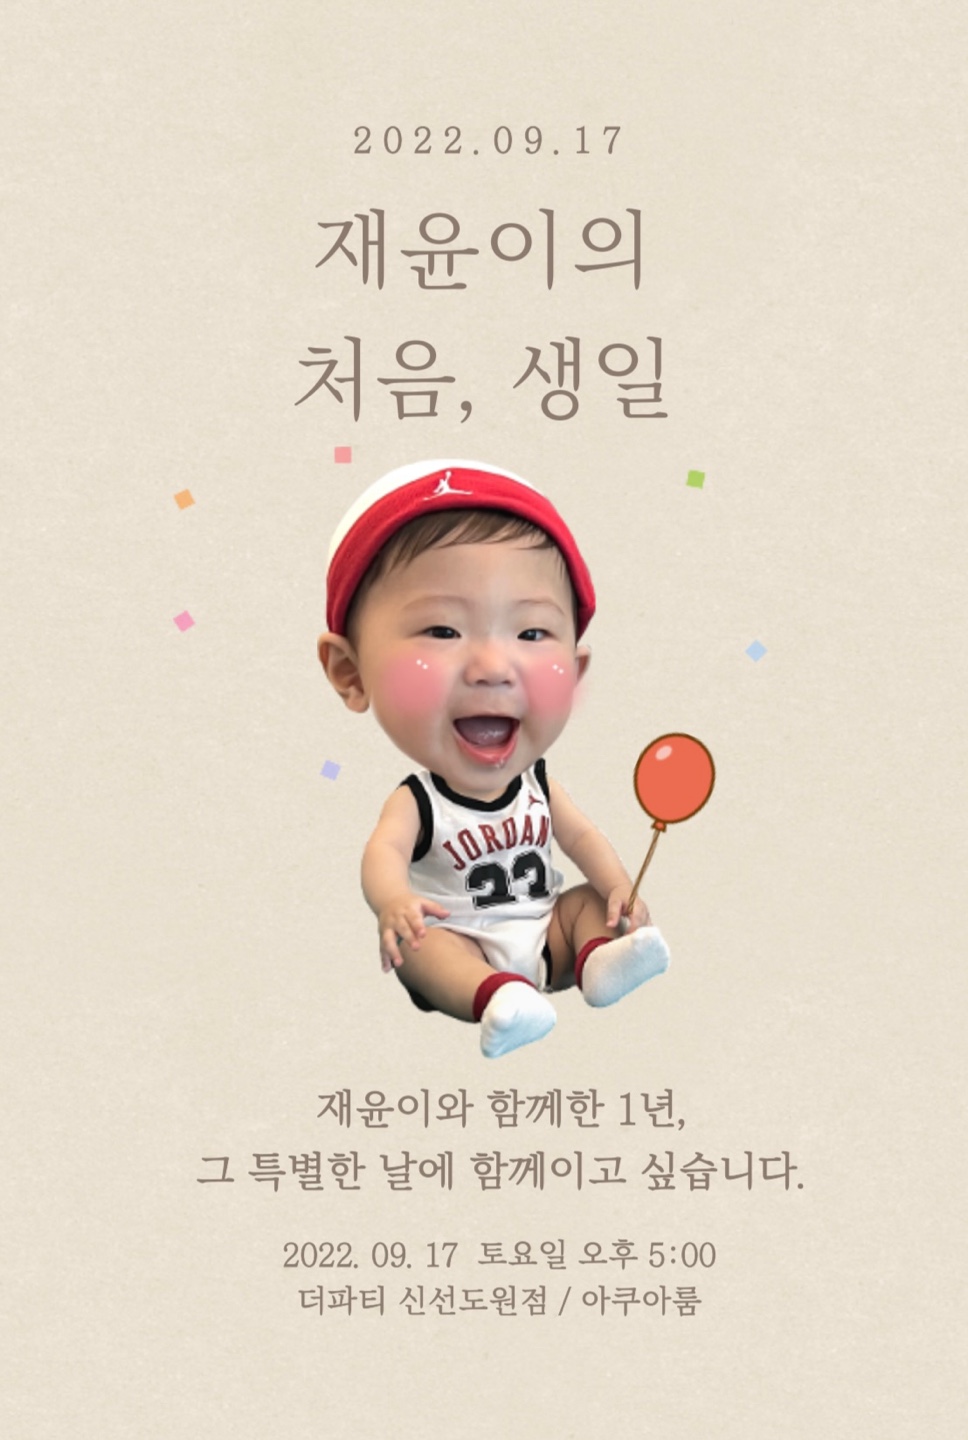 2022.09.17
재윤이의
처음, 생일
JORDAN
23
재윤이와 함께한 1년,
그 특별한 날에 함께이고 싶습니다.
2022. 09. 17 토요일 오후 5:00
더파티 신선도원점 / 아쿠아룸